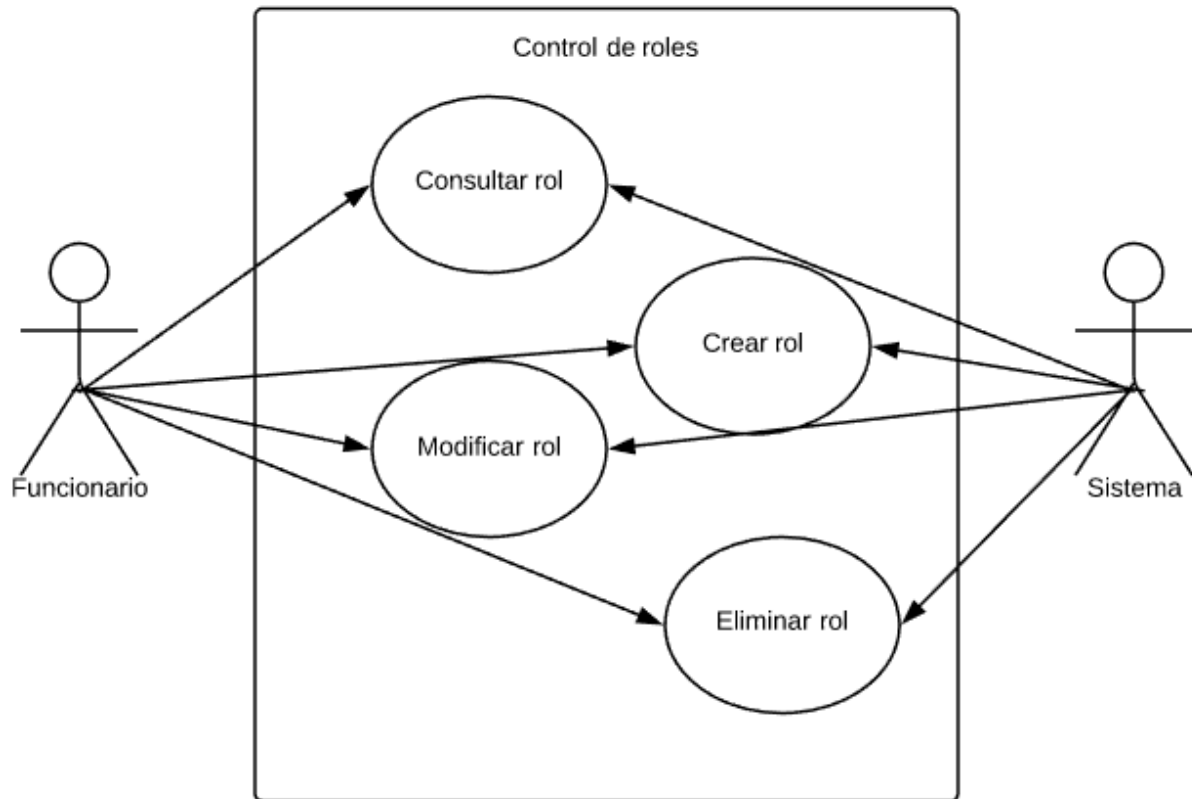 Control de roles
Consultar rol
Crear rol
Modificar rol
Funcionario
Sistema
Eliminar rol